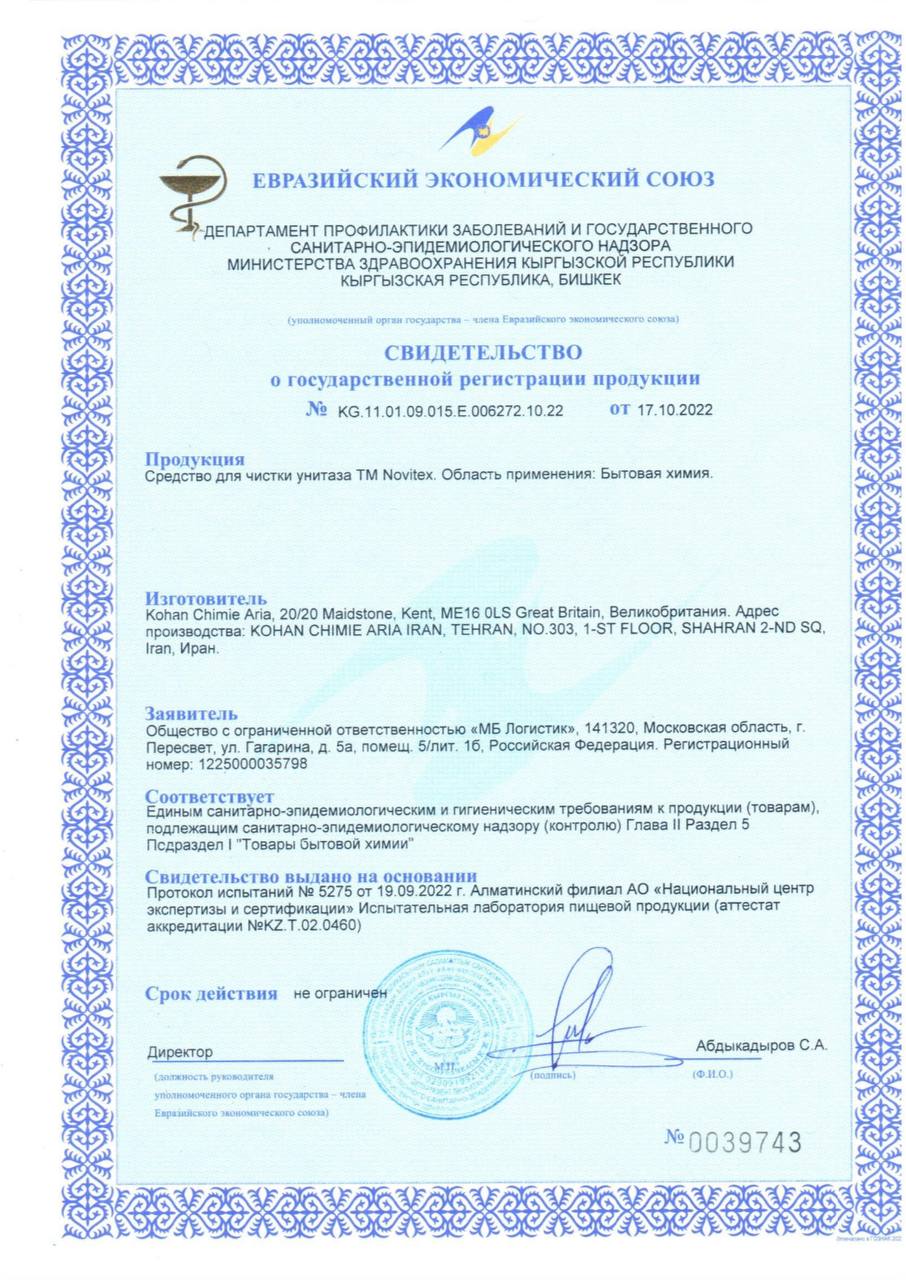 ЕВРАЗИЙСКИЙ ЭКОНОМИЧЕСКИЙ СОЮЗ
ДЕПАРТАМЕНТ ПРОФИЛАКТИКИ ЗАБОЛЕВАНИЙ И ГОСУДАРСТВЕННОГО
САНИТАРНО-ЭПИДЕМИОЛОГИЧЕСКОГО НАДЗОРА
МИНИСТЕРСТВА ЗДРАВООХРАНЕНИЯ КЫРГЫЗСКОЙ РЕСПУБЛИКИ
КЫРГЫЗСКАЯ РЕСПУБЛИКА, БИШКЕК
(уполномоченный орган государства – члена Евразийского экономического союза)
СВИДЕТЕЛЬСТВО
о государственной регистрации продукции
№ KG.11.01.09.015.E.006272.10.22 от 17.10.2022
Продукция
Средство для чистки унитаза ТМ Novitex. Область применения: Бытовая химия.
Изготовитель
Kohan Chimie Aria, 20/20 Maidstone, Kent, ME16 0LS Great Britain, Великобритания. Адрес
производства: KOHAN CHIMIE ARIA IRAN, TEHRAN, NO.303, 1-ST FLOOR, SHAHRAN 2-ND SQ,
Iran, Иран.
Заявитель
Общество с ограниченной ответственностью «МБ Логистик», 141320, Московская область, г.
Пересвет, ул. Гагарина, д. 5а, помещ. 5/лит. 1б, Российская Федерация. Регистрационный
номер: 1225000035798
Соответствует
Единым санитарно-эпидемиологическим и гигиеническим требованиям к продукции (товарам),
подлежащим санитарно-эпидемиологическому надзору (контролю) Глава II Раздел 5
Псдраздел I "Товары бытовой химии"
Свидетельство выдано на основании
Протокол испытаний № 5275 от 19.09.2022 г. Алматинский филиал АО «Национальный центр
экспертизы и сертификации» Испытательная лаборатория пищевой продукции (аттестат
аккредитации №KZ.T.02.0460)
Срок действия не ограничен
Директор
Абдыкадыров С.А.
М.П.
(должность руководителя
уполномоченного органа государства – члена
Евразийского экономического союза)
(подпись)
(Ф.И.О.)
№0039743